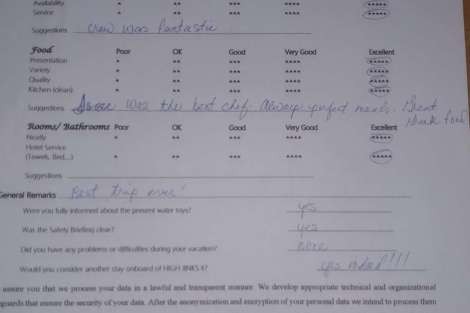 Availability * ** *** **** *****
Service * ** *** **** *****
Suggestions crew was fantastic
Food Poor OK Good Very Good Excellent
Presentation * ** *** **** *****
Variety * ** *** **** *****
Quality * ** *** **** *****
Kitchen (clean) * ** *** **** *****
Suggestions was the best chef. Always perfect meals. Great
food
Rooms/ Bathrooms Poor OK Good Very Good Excellent
Neatly * ** *** **** *****
Hotel Service
(Towels, Bed...) * ** *** **** *****
Suggestions
General Remarks Best trip ever!
Were you fully informed about the present water toys? yes
Was the Safety Briefing clear? yes
Did you have any problems or difficulties during your vacation? none
Would you consider another stay onboard of HIGH JINKS II? yes indeed!!!
assure you that we process your data in a lawful and transparent manner. We develop appropriate technical and organizational
guards that ensure the security of your data. After the anonymization and encryption of your personal data we intend to process them